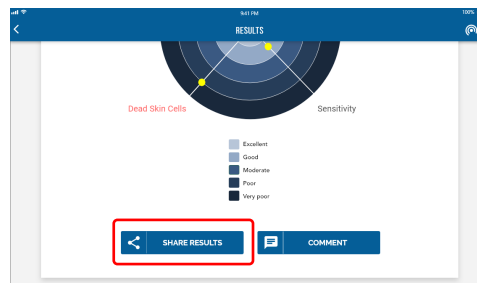 9:41 PM
100%
RESULTS
Dead Skin Cells
Sensitivity
Excellent
Good
Moderate
Poor
Very poor
SHARE RESULTS
COMMENT